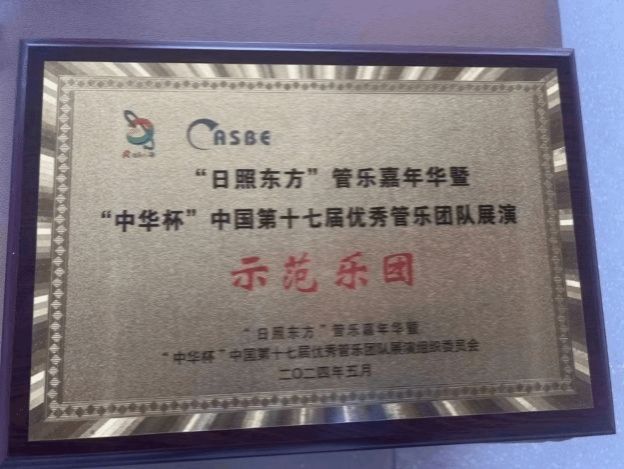 CASBE
“日照东方”管乐嘉年华暨
“中华杯”中国第十七届优秀管乐团队展演
示范乐团
“日照东方”管乐嘉年华暨
“中华杯”中国第十七届优秀管乐团队展演组织委员会
二〇二四年五月